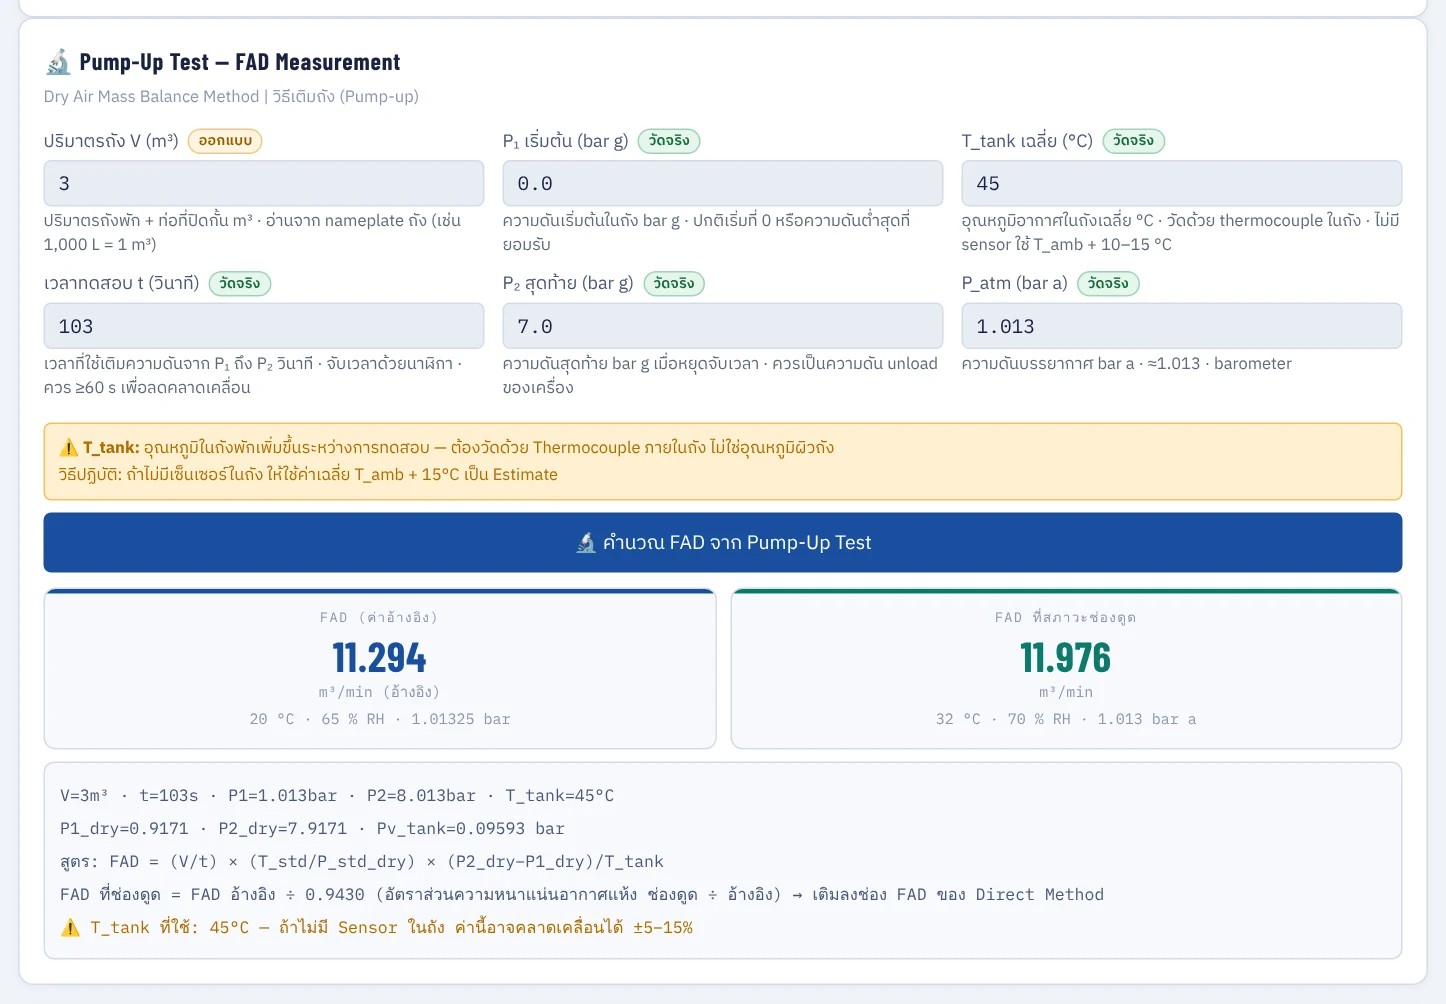 🔬 Pump-Up Test — FAD Measurement
Dry Air Mass Balance Method | วิธีเติมถัง (Pump-up)
ปริมาตรถัง V (m³) ออกแบบ
3
ปริมาตรถังพัก + ท่อที่ปิดกั้น m³ · อ่านจาก nameplate ถัง (เช่น
1,000 L = 1 m³)
P₁ เริ่มต้น (bar g) วัดจริง
0.0
ความดันเริ่มต้นในถัง bar g · ปกติเริ่มที่ 0 หรือความดันต่ำสุดที่
ยอมรับ
T_tank เฉลี่ย (°C) วัดจริง
45
อุณหภูมิอากาศในถังเฉลี่ย °C · วัดด้วย thermocouple ในถัง · ไม่มี
sensor ใช้ T_amb + 10–15 °C
เวลาทดสอบ t (วินาที) วัดจริง
103
เวลาที่ใช้เติมความดันจาก P₁ ถึง P₂ วินาที · จับเวลาด้วยนาฬิกา ·
ควร ≥60 s เพื่อลดคลาดเคลื่อน
P₂ สุดท้าย (bar g) วัดจริง
7.0
ความดันสุดท้าย bar g เมื่อหยุดจับเวลา · ควรเป็นความดัน unload
ของเครื่อง
P_atm (bar a) วัดจริง
1.013
ความดันบรรยากาศ bar a · ≈1.013 · barometer
⚠️ T_tank: อุณหภูมิในถังพักเพิ่มขึ้นระหว่างการทดสอบ — ต้องวัดด้วย Thermocouple ภายในถัง ไม่ใช่อุณหภูมิผิวถัง
วิธีปฏิบัติ: ถ้าไม่มีเซ็นเซอร์ในถัง ให้ใช้ค่าเฉลี่ย T_amb + 15°C เป็น Estimate
🔬 คำนวณ FAD จาก Pump-Up Test
FAD (ค่าอ้างอิง)
11.294
m³/min (อ้างอิง)
20 °C · 65 % RH · 1.01325 bar
FAD ที่สภาวะช่องดูด
11.976
m³/min
32 °C · 70 % RH · 1.013 bar a
V=3m³ · t=103s · P1=1.013bar · P2=8.013bar · T_tank=45°C
P1_dry=0.9171 · P2_dry=7.9171 · Pv_tank=0.09593 bar
สูตร: FAD = (V/t) × (T_std/P_std_dry) × (P2_dry−P1_dry)/T_tank
FAD ที่ช่องดูด = FAD อ้างอิง ÷ 0.9430 (อัตราส่วนความหนาแน่นอากาศแห้ง ช่องดูด ÷ อ้างอิง) → เติมลงช่อง FAD ของ Direct Method
⚠️ T_tank ที่ใช้: 45°C — ถ้าไม่มี Sensor ในถัง ค่านี้อาจคลาดเคลื่อนได้ ±5–15%